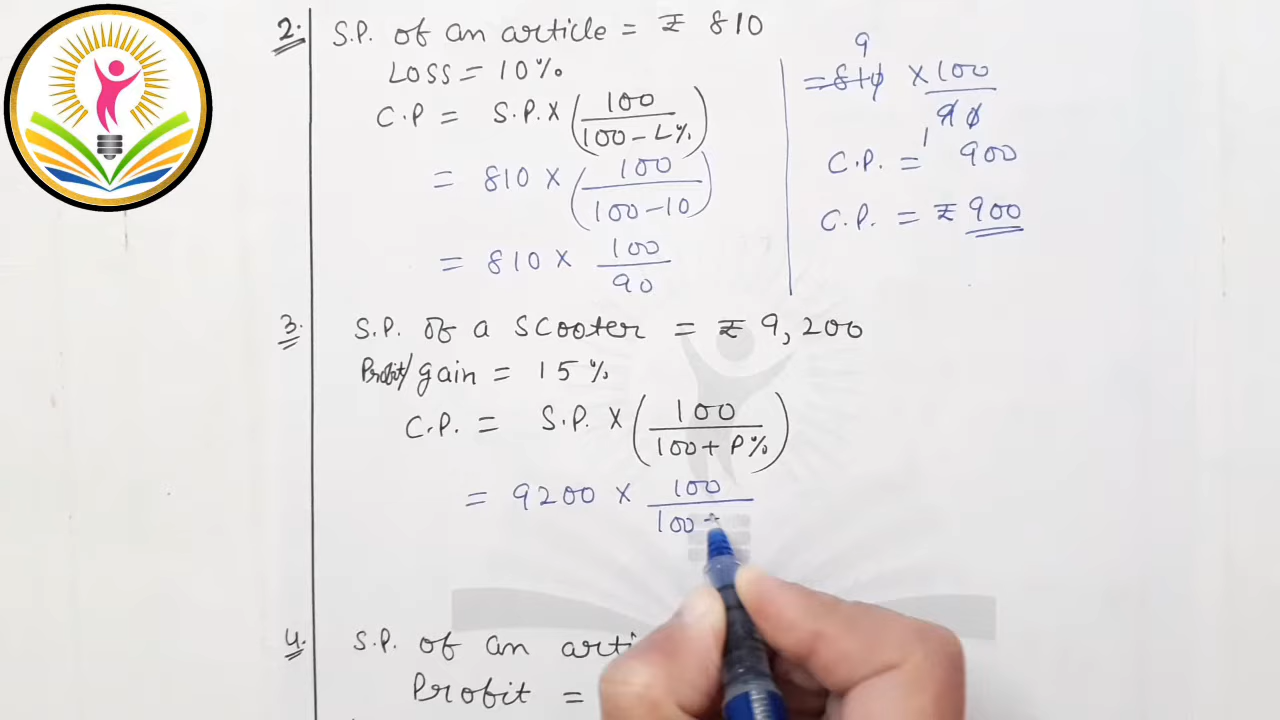 2. S.P. of an article = ₹ 810
Loss = 10%
C.P = S.P. × (100 / 100 - L%)
= 810 × (100 / 100-10)
= 810 × 100 / 90
= 810 × 100 / 90
9
1
C.P. = 900
C.P. = ₹ 900
3. S.P. of a Scooter = ₹ 9,200
Profit/gain = 15%
C.P. = S.P. × (100 / 100 + P%)
= 9200 × 100 / 100 +
4. S.P. of an arti
Profit =